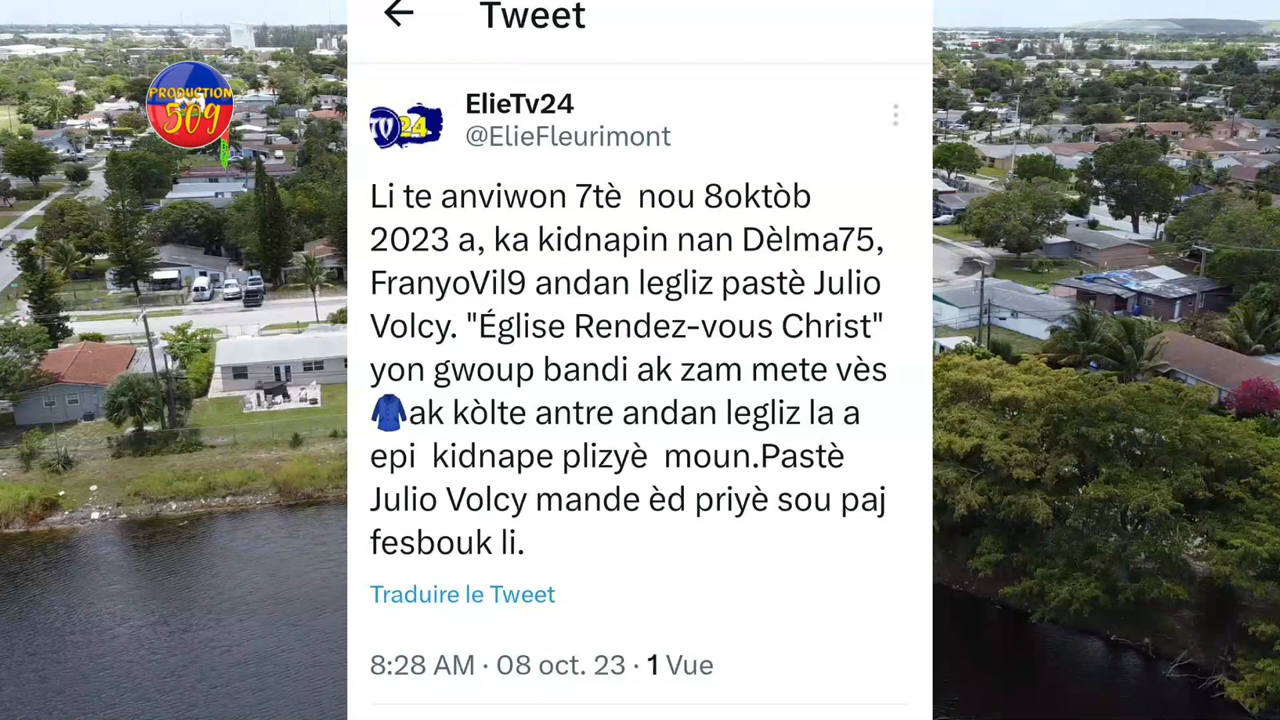 Tweet
PRODUCTION
509
TV24
ElieTv24
@ElieFleurimont
Li te anviwon 7tè nou 8oktòb
2023 a, ka kidnapin nan Dèlma75,
FranyoVil9 andan legliz pastè Julio
Volcy. "Église Rendez-vous Christ"
yon gwoup bandi ak zam mete vès
🧥ak kòlte antre andan legliz la a
epi kidnape plizyè moun.Pastè
Julio Volcy mande èd priyè sou paj
fesbouk li.
Traduire le Tweet
8:28 AM · 08 oct. 23 · 1 Vue